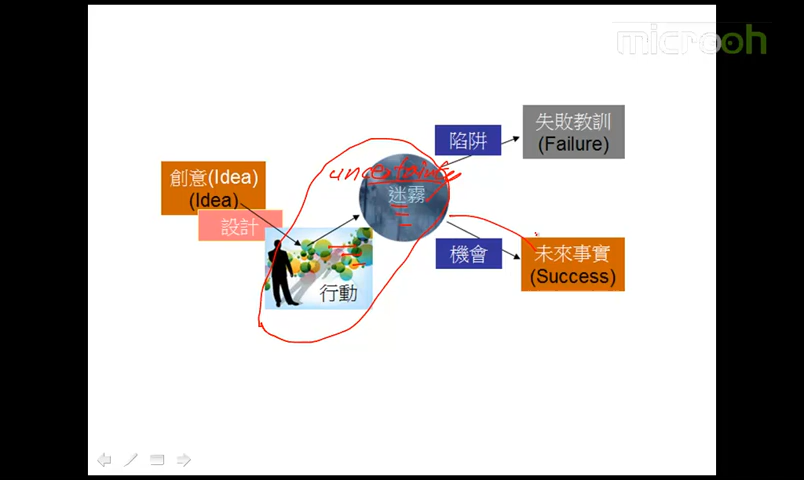 microoh
陷阱
失敗教訓
(Failure)
創意(Idea)
(Idea)
設計
uncertainty
迷霧
機會
未來事實
(Success)
行動